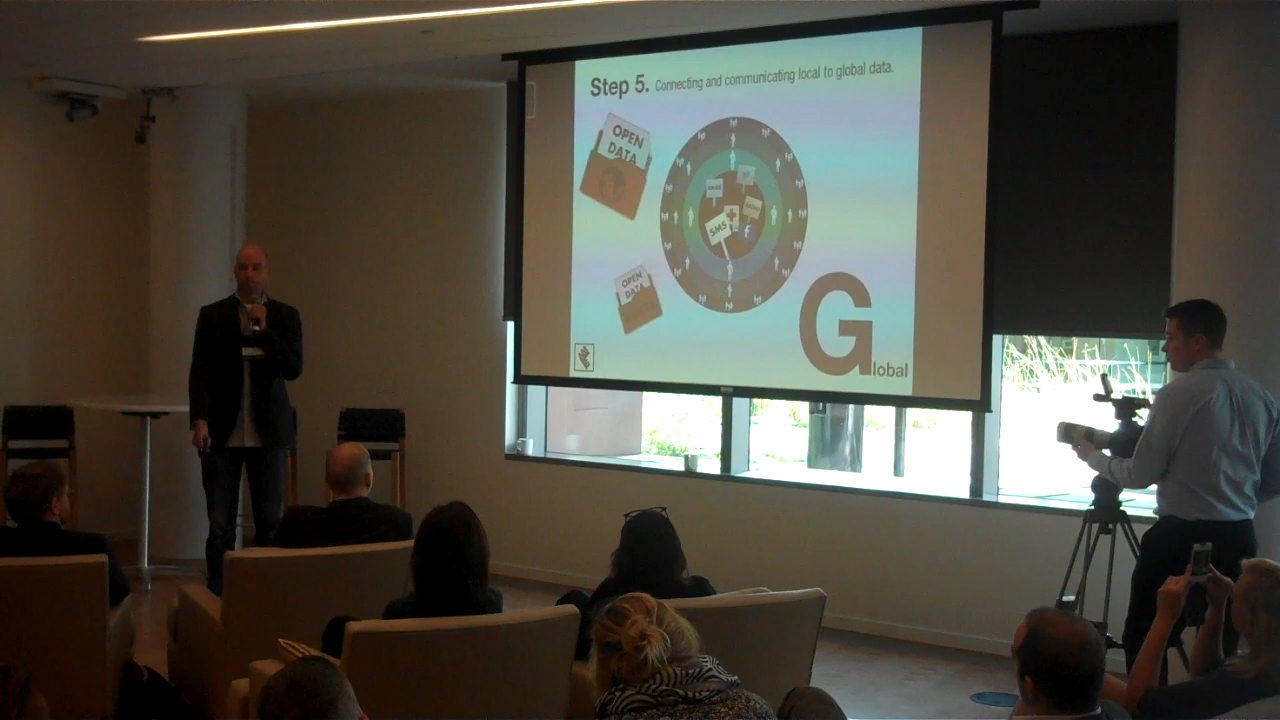 Step 5. Connecting and communicating local to global data.
OPEN
DATA
SMS
f
OPEN
DATA
Global